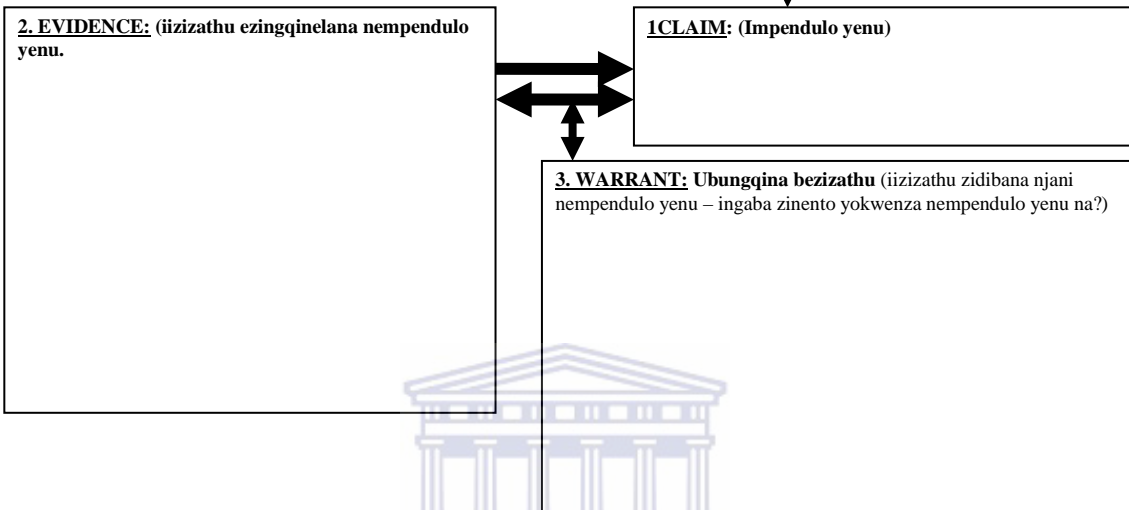 2. EVIDENCE: (iizizathu ezingqinelana nempendulo
yenu.
1CLAIM: (Impendulo yenu)
3. WARRANT: Ubungqina bezizathu (iizizathu zidibana njani
nempendulo yenu – ingaba zinento yokwenza nempendulo yenu na?)